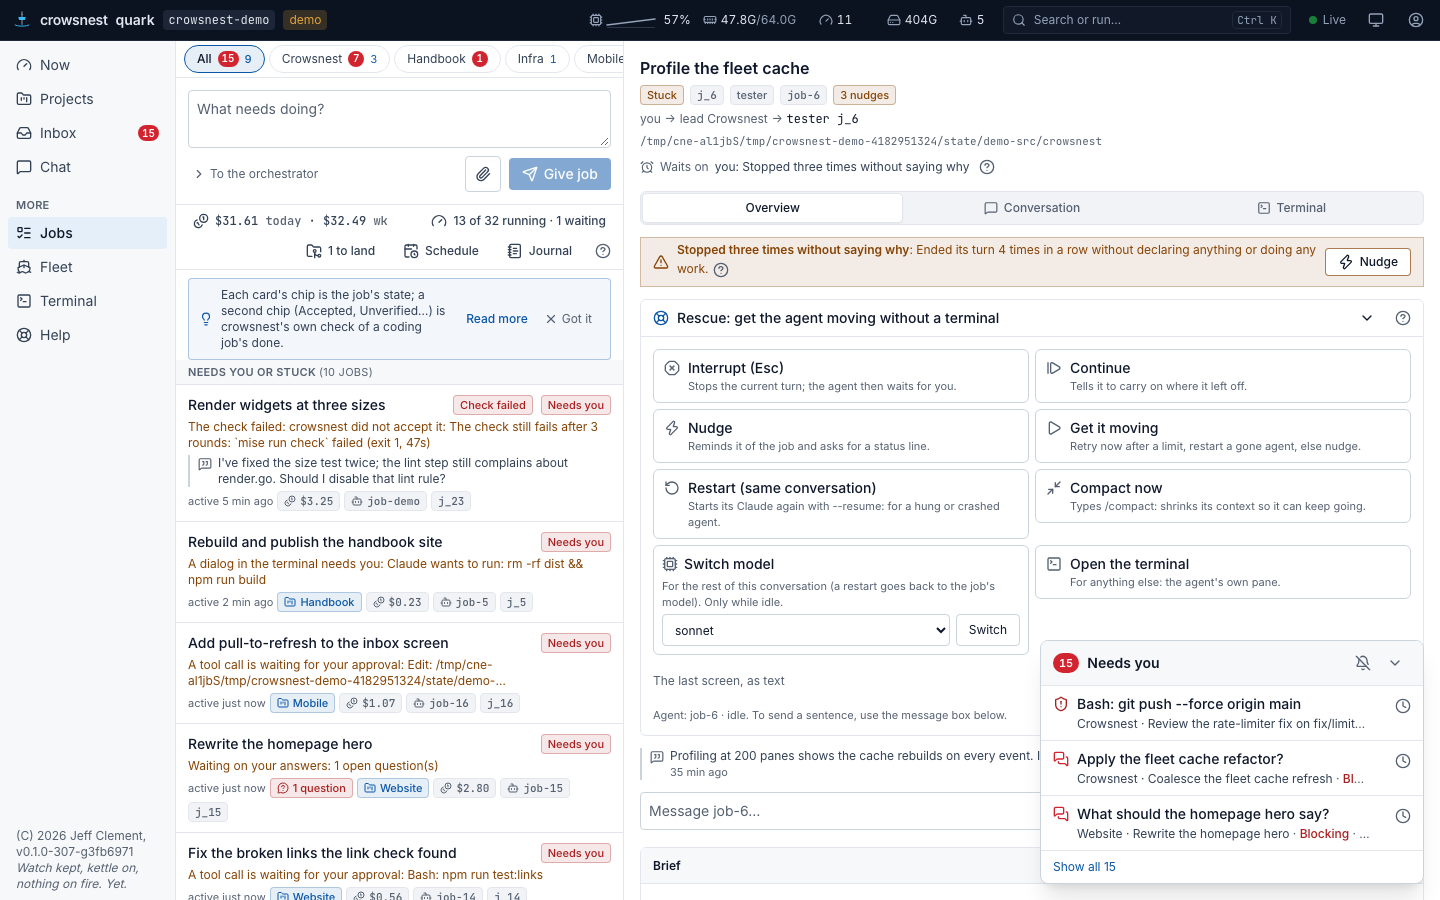 crowsnest quark crowsnest-demo demo
57% 47.8G/64.0G 11 404G 5 Search or run... Ctrl K Live
Now
Projects
Inbox 15
Chat
MORE
Jobs
Fleet
Terminal
Help
(C) 2026 Jeff Clement,
v0.1.0-307-g3fb6971
Watch kept, kettle on,
nothing on fire. Yet.
All 15 9 Crowsnest 7 3 Handbook 1 Infra 1 Mobile
What needs doing?
To the orchestrator Give job
$31.61 today · $32.49 wk 13 of 32 running · 1 waiting
1 to land Schedule Journal
Each card's chip is the job's state; a
second chip (Accepted, Unverified...) is
crowsnest's own check of a coding
job's done.
Read more Got it
NEEDS YOU OR STUCK (10 JOBS)
Render widgets at three sizes Check failed Needs you
The check failed: crowsnest did not accept it: The check still fails after 3
rounds: `mise run check` failed (exit 1, 47s)
I've fixed the size test twice; the lint step still complains about
render.go. Should I disable that lint rule?
active 5 min ago $3.25 job-demo j_23
Rebuild and publish the handbook site Needs you
A dialog in the terminal needs you: Claude wants to run: rm -rf dist &&
npm run build
active 2 min ago Handbook $0.23 job-5 j_5
Add pull-to-refresh to the inbox screen Needs you
A tool call is waiting for your approval: Edit: /tmp/cne-
al1jbS/tmp/crowsnest-demo-4182951324/state/demo-...
active just now Mobile $1.07 job-16 j_16
Rewrite the homepage hero Needs you
Waiting on your answers: 1 open question(s)
active just now 1 question Website $2.80 job-15
j_15
Fix the broken links the link check found Needs you
A tool call is waiting for your approval: Bash: npm run test:links
active just now Website $0.56 job-14 j_14
Profile the fleet cache
Stuck j_6 tester job-6 3 nudges
you → lead Crowsnest → tester j_6
/tmp/cne-al1jbS/tmp/crowsnest-demo-4182951324/state/demo-src/crowsnest
Waits on you: Stopped three times without saying why
Overview Conversation Terminal
Stopped three times without saying why: Ended its turn 4 times in a row without declaring anything or doing any
work.
Nudge
Rescue: get the agent moving without a terminal
Interrupt (Esc)
Stops the current turn; the agent then waits for you.
Continue
Tells it to carry on where it left off.
Nudge
Reminds it of the job and asks for a status line.
Get it moving
Retry now after a limit, restart a gone agent, else nudge.
Restart (same conversation)
Starts its Claude again with --resume: for a hung or crashed
agent.
Compact now
Types /compact: shrinks its context so it can keep going.
Switch model
For the rest of this conversation (a restart goes back to the job's
model). Only while idle.
sonnet Switch
Open the terminal
For anything else: the agent's own pane.
The last screen, as text
Agent: job-6 · idle. To send a sentence, use the message box below.
Profiling at 200 panes shows the cache rebuilds on every event.
35 min ago
Message job-6...
Brief
15 Needs you
Bash: git push --force origin main
Crowsnest · Review the rate-limiter fix on fix/limit...
Apply the fleet cache refactor?
Crowsnest · Coalesce the fleet cache refresh · Bl...
What should the homepage hero say?
Website · Rewrite the homepage hero · Blocking · ...
Show all 15